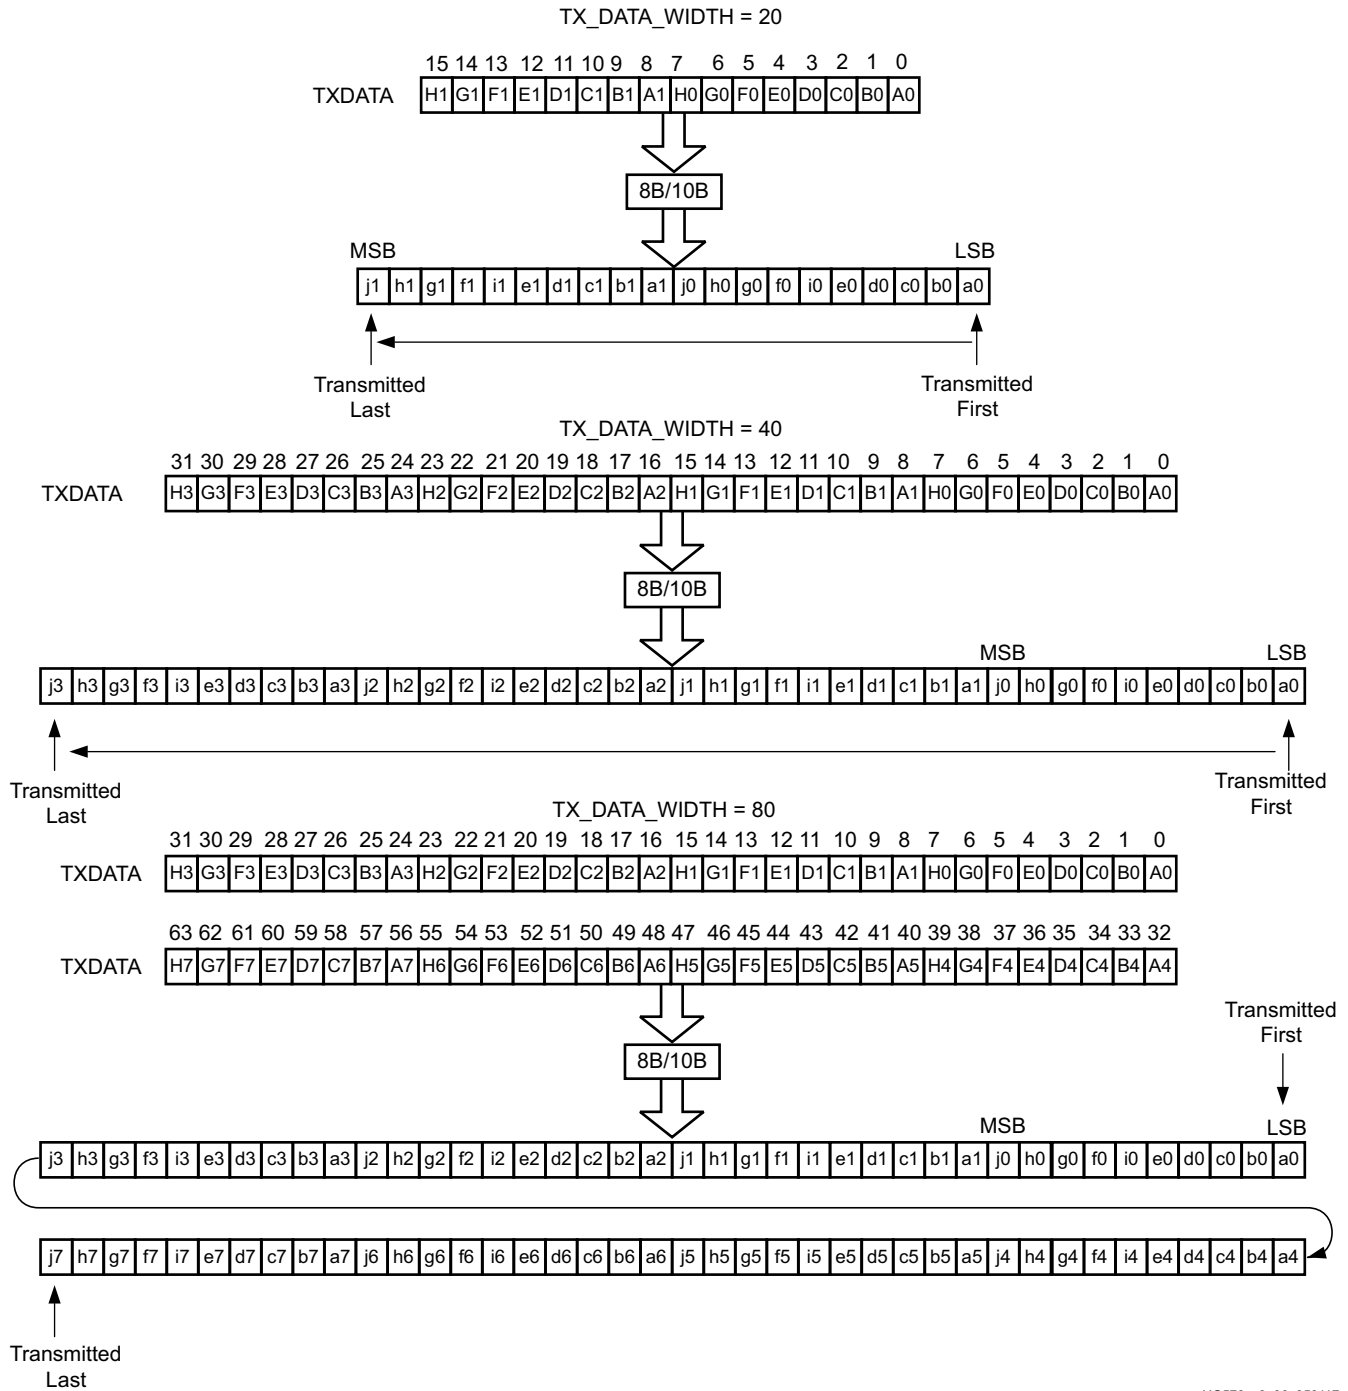 TX_DATA_WIDTH = 20
15 14 13 12 11 10 9 8 7 6 5 4 3 2 1 0
TXDATA H1 G1 F1 E1 D1 C1 B1 A1 H0 G0 F0 E0 D0 C0 B0 A0
8B/10B
MSB LSB
j1 h1 g1 f1 i1 e1 d1 c1 b1 a1 j0 h0 g0 f0 i0 e0 d0 c0 b0 a0
Transmitted Last
Transmitted First
TX_DATA_WIDTH = 40
31 30 29 28 27 26 25 24 23 22 21 20 19 18 17 16 15 14 13 12 11 10 9 8 7 6 5 4 3 2 1 0
TXDATA H3 G3 F3 E3 D3 C3 B3 A3 H2 G2 F2 E2 D2 C2 B2 A2 H1 G1 F1 E1 D1 C1 B1 A1 H0 G0 F0 E0 D0 C0 B0 A0
8B/10B
MSB LSB
j3 h3 g3 f3 i3 e3 d3 c3 b3 a3 j2 h2 g2 f2 i2 e2 d2 c2 b2 a2 j1 h1 g1 f1 i1 e1 d1 c1 b1 a1 j0 h0 g0 f0 i0 e0 d0 c0 b0 a0
Transmitted Last
Transmitted First
TX_DATA_WIDTH = 80
31 30 29 28 27 26 25 24 23 22 21 20 19 18 17 16 15 14 13 12 11 10 9 8 7 6 5 4 3 2 1 0
TXDATA H3 G3 F3 E3 D3 C3 B3 A3 H2 G2 F2 E2 D2 C2 B2 A2 H1 G1 F1 E1 D1 C1 B1 A1 H0 G0 F0 E0 D0 C0 B0 A0
63 62 61 60 59 58 57 56 55 54 53 52 51 50 49 48 47 46 45 44 43 42 41 40 39 38 37 36 35 34 33 32
TXDATA H7 G7 F7 E7 D7 C7 B7 A7 H6 G6 F6 E6 D6 C6 B6 A6 H5 G5 F5 E5 D5 C5 B5 A5 H4 G4 F4 E4 D4 C4 B4 A4
Transmitted First
8B/10B
MSB LSB
j3 h3 g3 f3 i3 e3 d3 c3 b3 a3 j2 h2 g2 f2 i2 e2 d2 c2 b2 a2 j1 h1 g1 f1 i1 e1 d1 c1 b1 a1 j0 h0 g0 f0 i0 e0 d0 c0 b0 a0
j7 h7 g7 f7 i7 e7 d7 c7 b7 a7 j6 h6 g6 f6 i6 e6 d6 c6 b6 a6 j5 h5 g5 f5 i5 e5 d5 c5 b5 a5 j4 h4 g4 f4 i4 e4 d4 c4 b4 a4
Transmitted Last